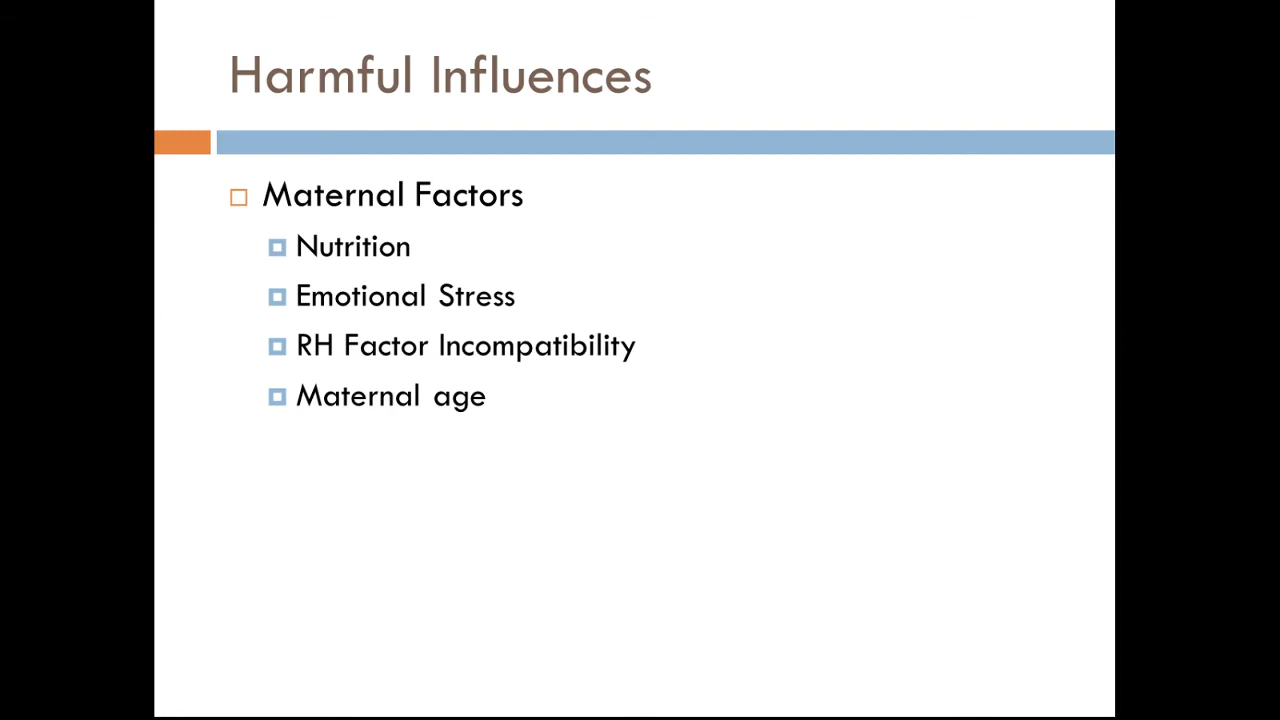 Harmful Influences
Maternal Factors
Nutrition
Emotional Stress
RH Factor Incompatibility
Maternal age